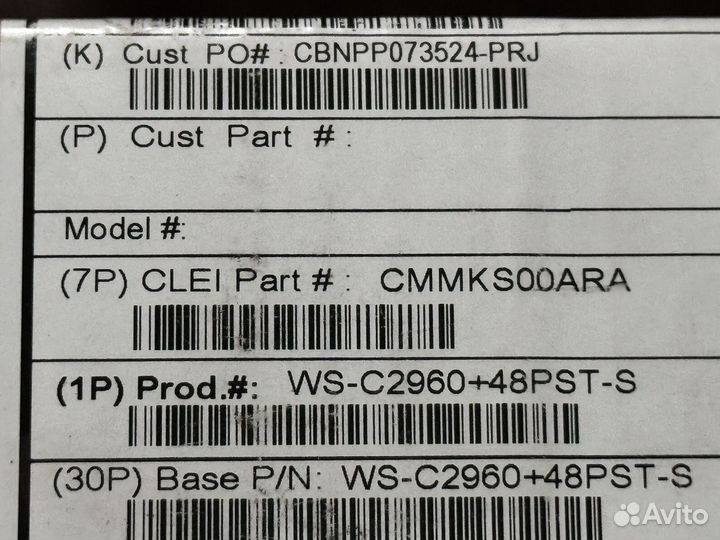 (K) Cust PO# : CBNPP073524-PRJ
(P) Cust Part # :
Model #:
(7P) CLEI Part # : CMMKS00ARA
(1P) Prod.#: WS-C2960+48PST-S
(30P) Base P/N: WS-C2960+48PST-S
Avito